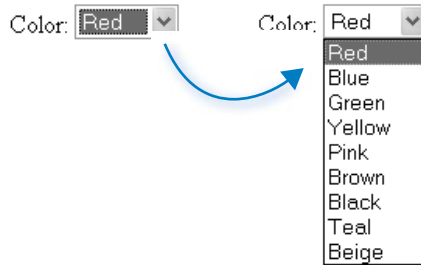 Color: Red
Color: Red
Red
Blue
Green
Yellow
Pink
Brown
Black
Teal
Beige